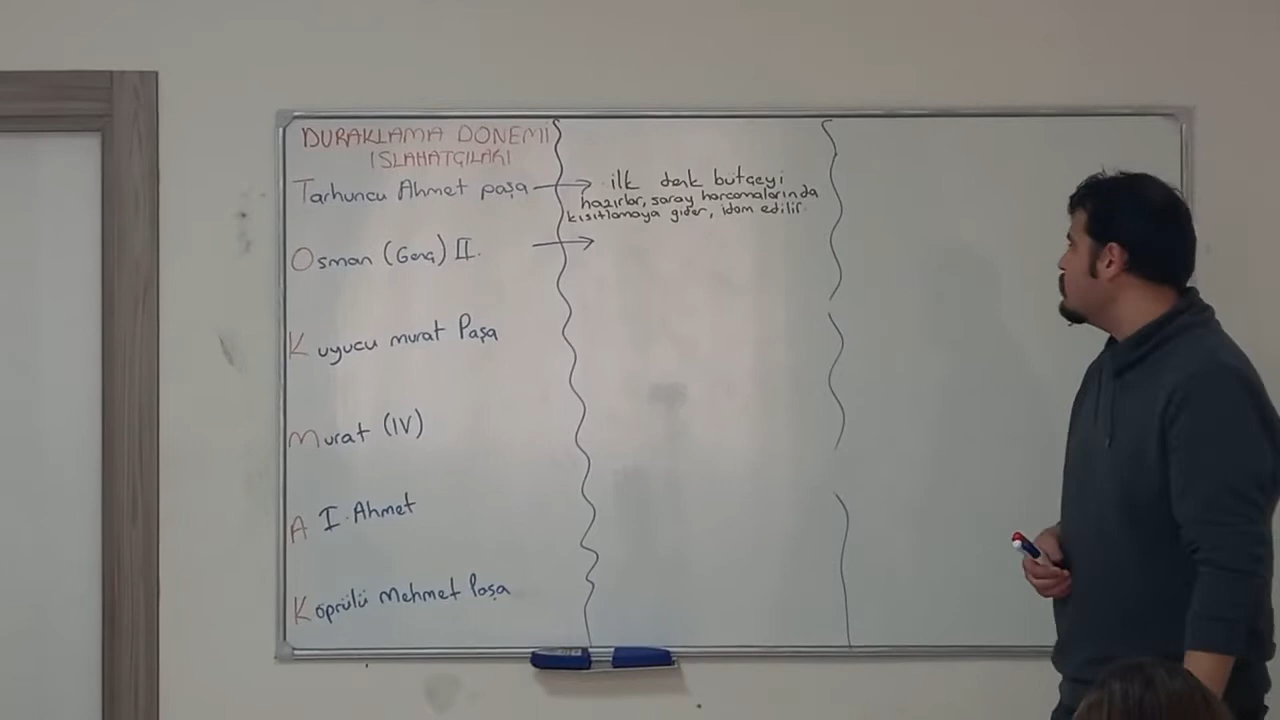 DURAKLAMA DÖNEMİ
ISLAHATÇILARI
Tarhuncu Ahmet paşa → ilk denk bütçeyi
hazırlar, saray harcamalarında
kısıtlamaya gider, idam edilir.
Osman (Genç) II. →
Kuyucu murat Paşa
Murat (IV)
A I. Ahmet
Köprülü Mehmet Paşa